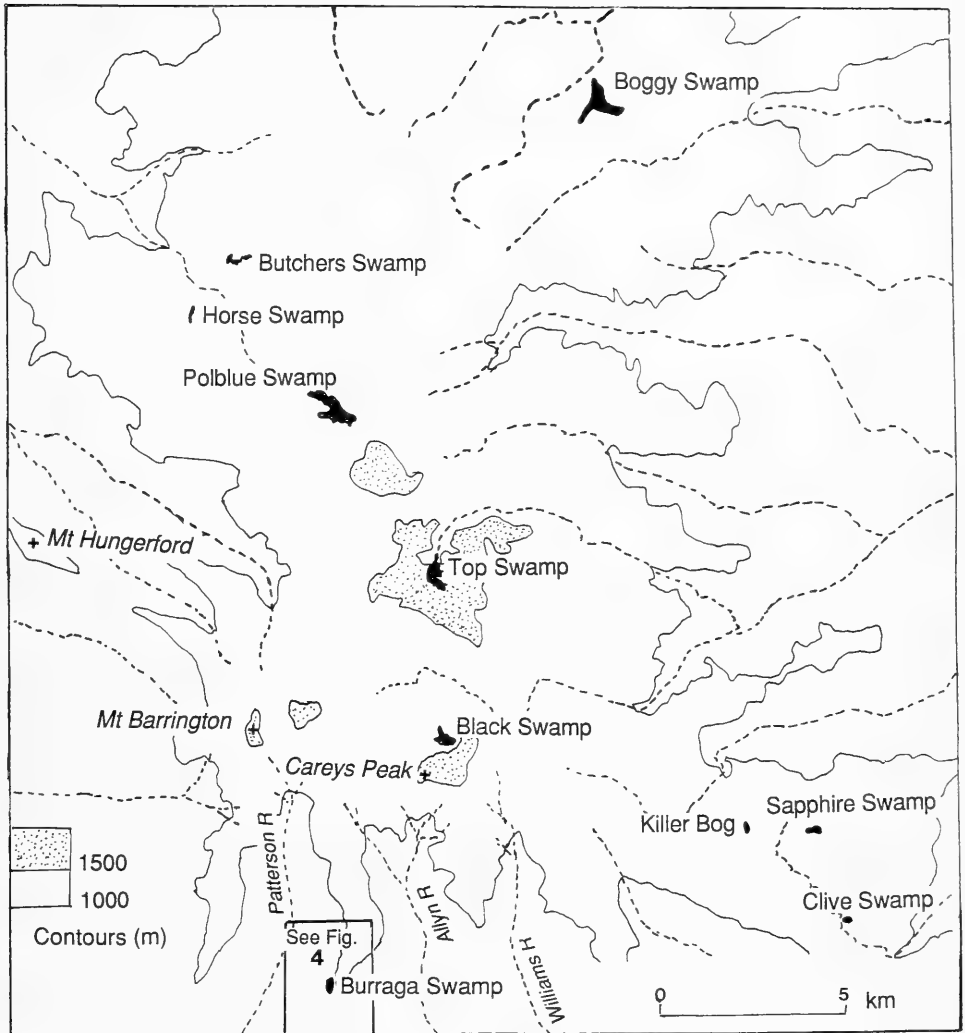 Boggy Swamp
Butchers Swamp
Horse Swamp
Polblue Swamp
Mt Hungerford
Top Swamp
Mt Barrington
Black Swamp
Careys Peak
Killer Bog
Sapphire Swamp
1500
1000
Contours (m)
Patterson R
Allyn R
Williams H
Clive Swamp
See Fig.
4
Burraga Swamp
0 5 km